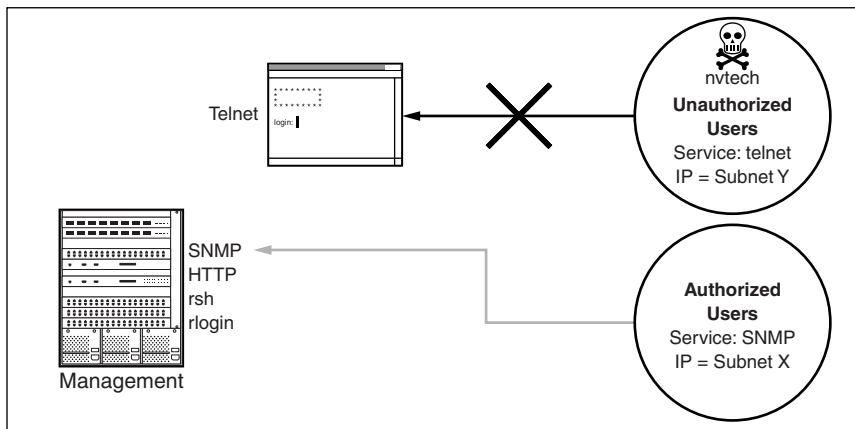 nvtech
Unauthorized
Users
Service: telnet
IP = Subnet Y
Telnet
login:
SNMP
HTTP
rsh
rlogin
Management
Authorized
Users
Service: SNMP
IP = Subnet X